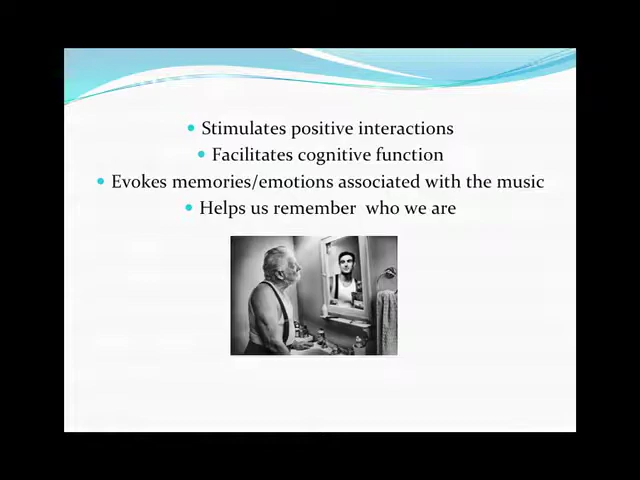 • Stimulates positive interactions
• Facilitates cognitive function
• Evokes memories/emotions associated with the music
• Helps us remember  who we are